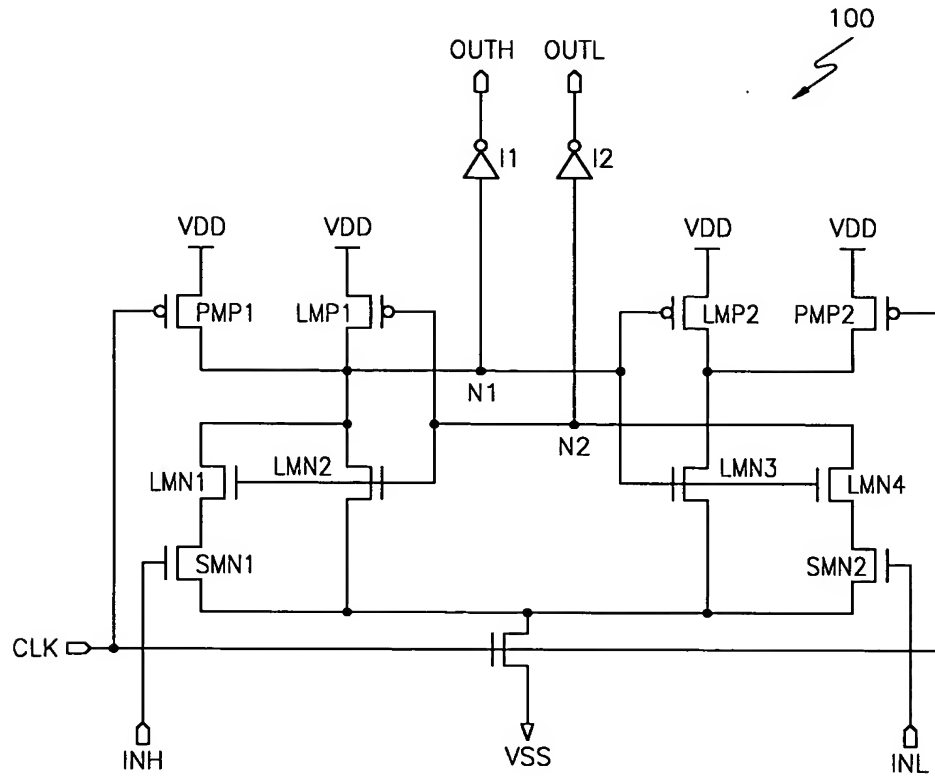 100
OUTH OUTL
I1 I2
VDD VDD VDD VDD
PMP1 LMP1 LMP2 PMP2
N1
N2
LMN1 LMN2 LMN3 LMN4
SMN1 SMN2
CLK
INH VSS INL